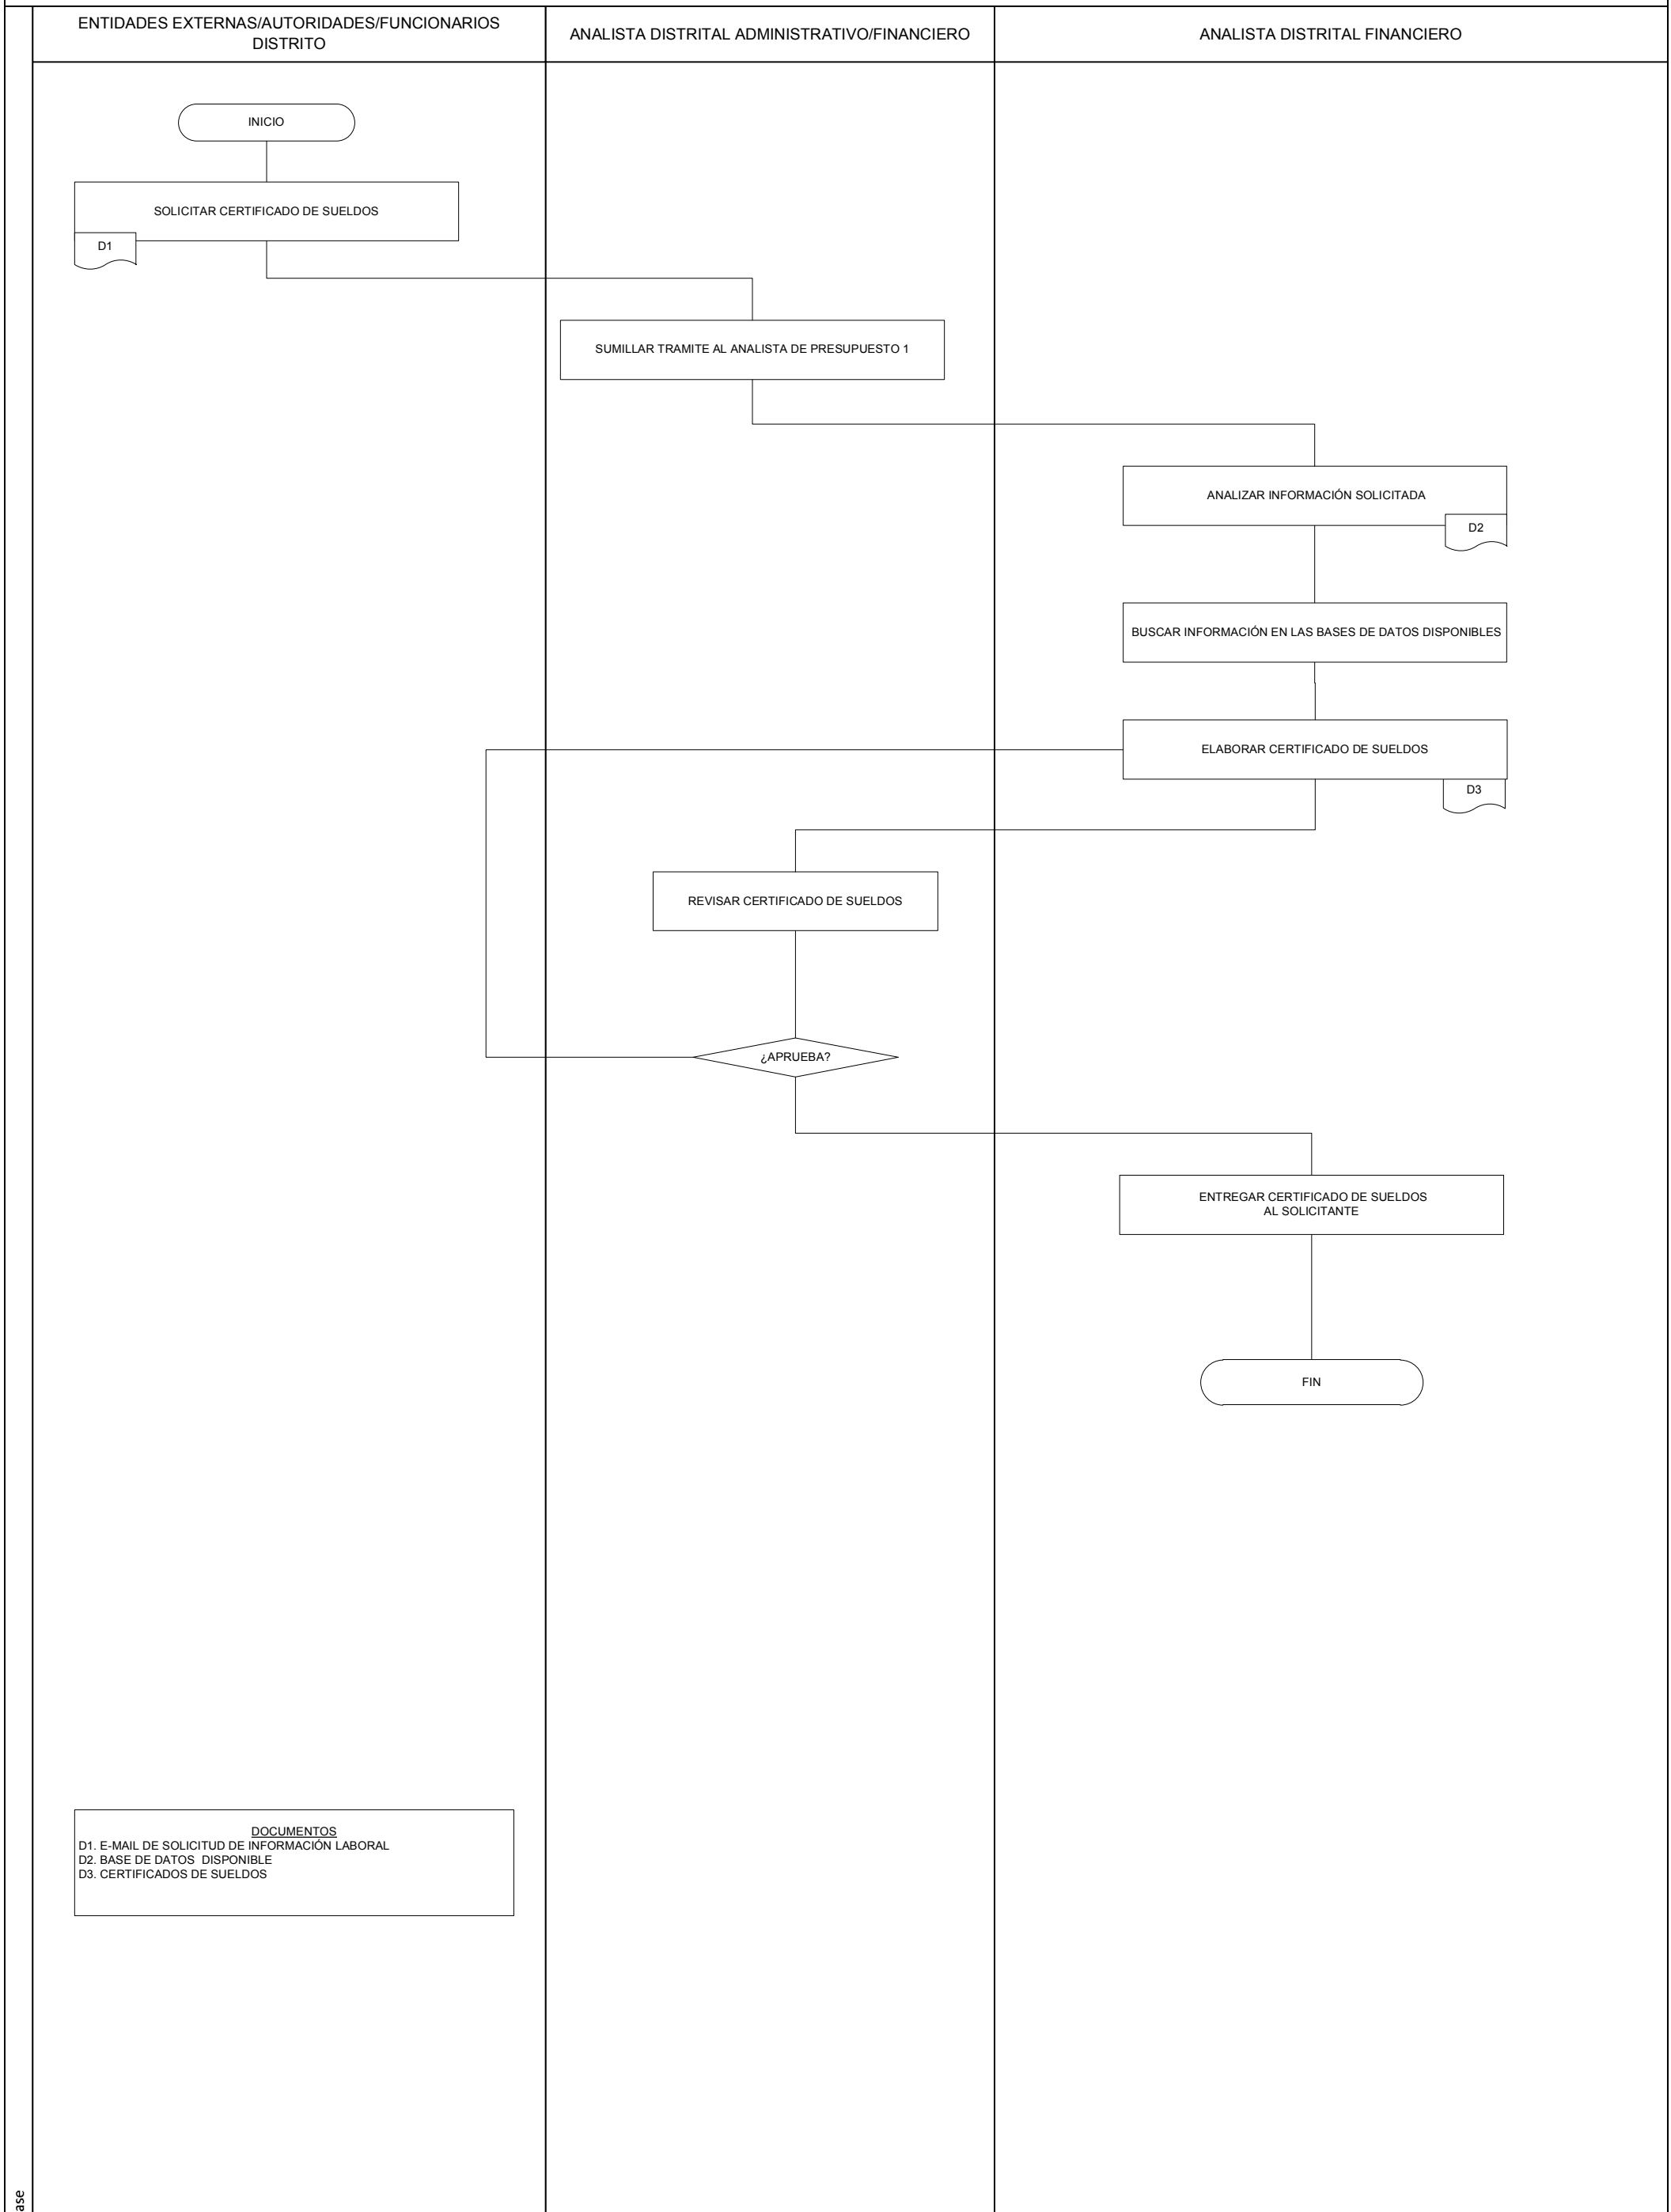 ENTIDADES EXTERNAS/AUTORIDADES/FUNCIONARIOS
DISTRITO
ANALISTA DISTRITAL ADMINISTRATIVO/FINANCIERO
ANALISTA DISTRITAL FINANCIERO
INICIO
SOLICITAR CERTIFICADO DE SUELDOS
D1
SUMILLAR TRAMITE AL ANALISTA DE PRESUPUESTO 1
ANALIZAR INFORMACIÓN SOLICITADA
D2
BUSCAR INFORMACIÓN EN LAS BASES DE DATOS DISPONIBLES
ELABORAR CERTIFICADO DE SUELDOS
D3
REVISAR CERTIFICADO DE SUELDOS
¿APRUEBA?
ENTREGAR CERTIFICADO DE SUELDOS
AL SOLICITANTE
FIN
DOCUMENTOS
D1. E-MAIL DE SOLICITUD DE INFORMACIÓN LABORAL
D2. BASE DE DATOS  DISPONIBLE
D3. CERTIFICADOS DE SUELDOS